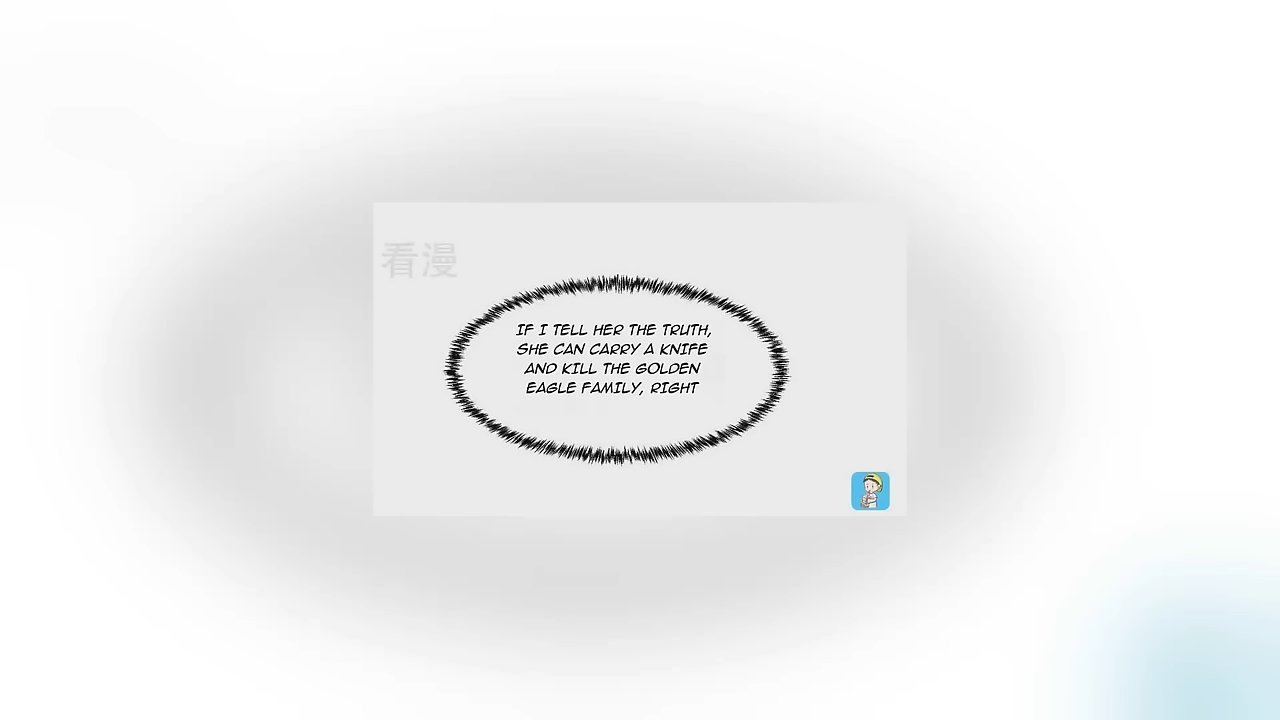 看漫
IF I TELL HER THE TRUTH,
SHE CAN CARRY A KNIFE
AND KILL THE GOLDEN
EAGLE FAMILY, RIGHT